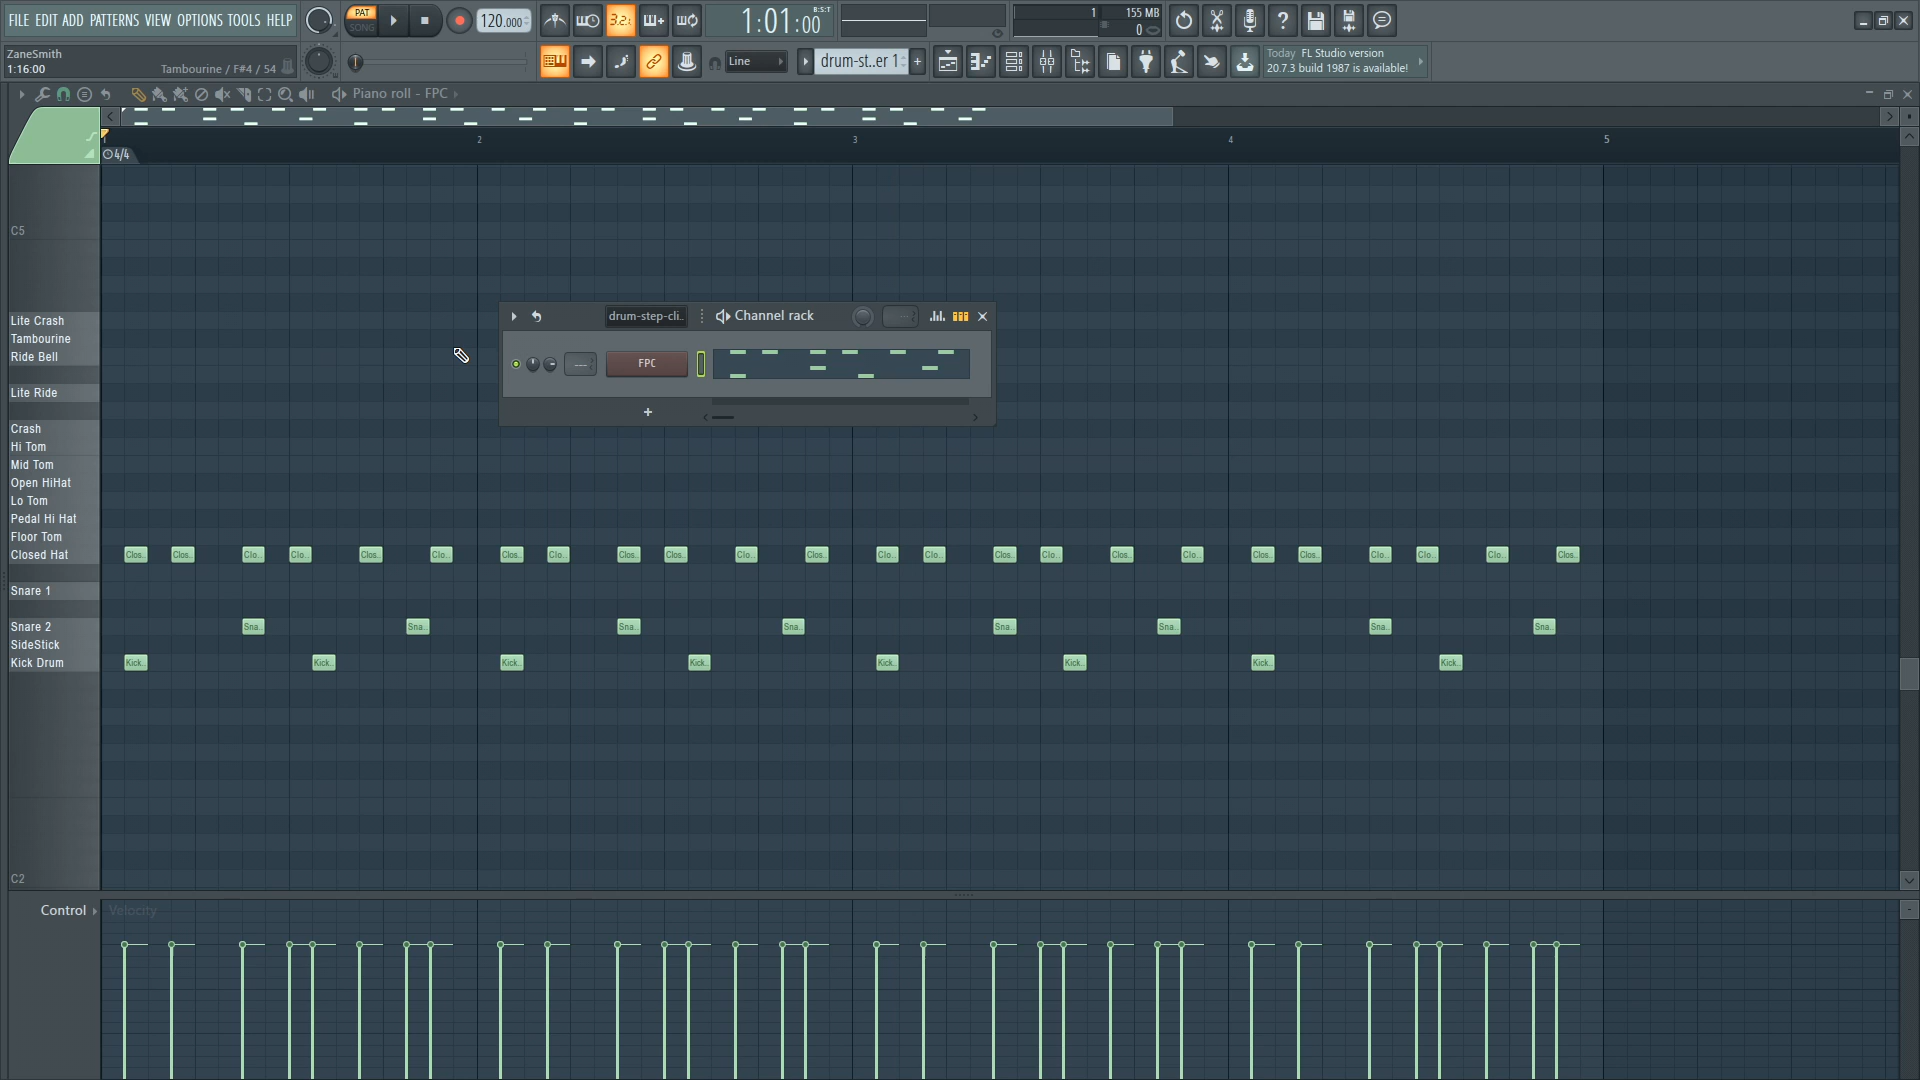 FILE EDIT ADD PATTERNS VIEW OPTIONS TOOLS HELP
PAT
SONG
120.000
3.2.
1:01:00
B:S:T
1
155 MB
0
ZaneSmith
1:16:00
Tambourine / F#4 / 54
Line
drum-st..er 1
+
Today FL Studio version
20.7.3 build 1987 is available!
Piano roll - FPC
1 2 3 4 5
4/4
C5
Lite Crash
Tambourine
Ride Bell
Lite Ride
Crash
Hi Tom
Mid Tom
Open HiHat
Lo Tom
Pedal Hi Hat
Floor Tom
Closed Hat
Snare 1
Snare 2
SideStick
Kick Drum
C2
drum-step-cli..
Channel rack
FPC
+
Clos.. Clos.. Clo.. Clo.. Clos.. Clo.. Clos.. Clo.. Clos.. Clos.. Clo.. Clos.. Clo.. Clo.. Clos.. Clo.. Clos.. Clo.. Clos.. Clos.. Clo.. Clo.. Clo.. Clos..
Sna.. Sna.. Sna.. Sna.. Sna.. Sna.. Sna.. Sna..
Kick.. Kick.. Kick.. Kick.. Kick.. Kick.. Kick.. Kick..
Control
Velocity